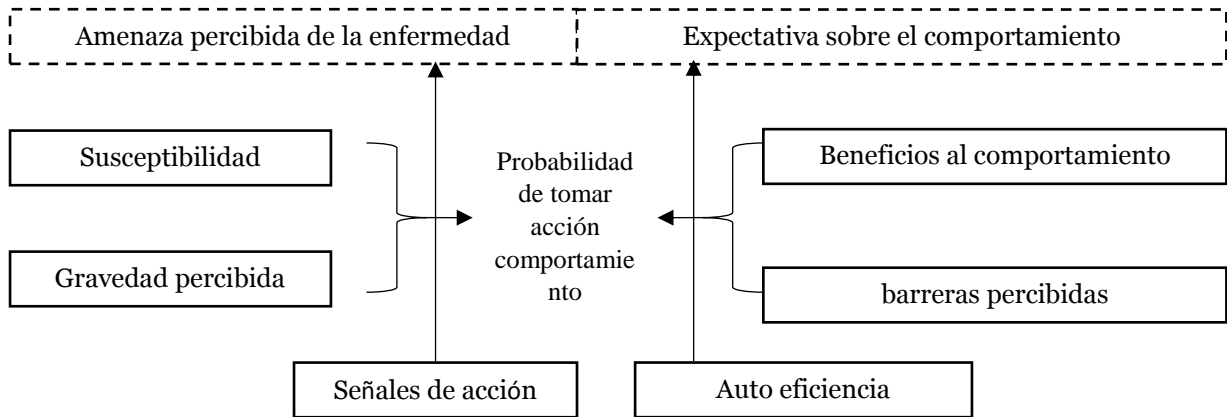 Amenaza percibida de la enfermedad
Expectativa sobre el comportamiento
Susceptibilidad
Gravedad percibida
Probabilidad
de tomar
acción
comportamie
nto
Beneficios al comportamiento
barreras percibidas
Señales de acción
Auto eficiencia